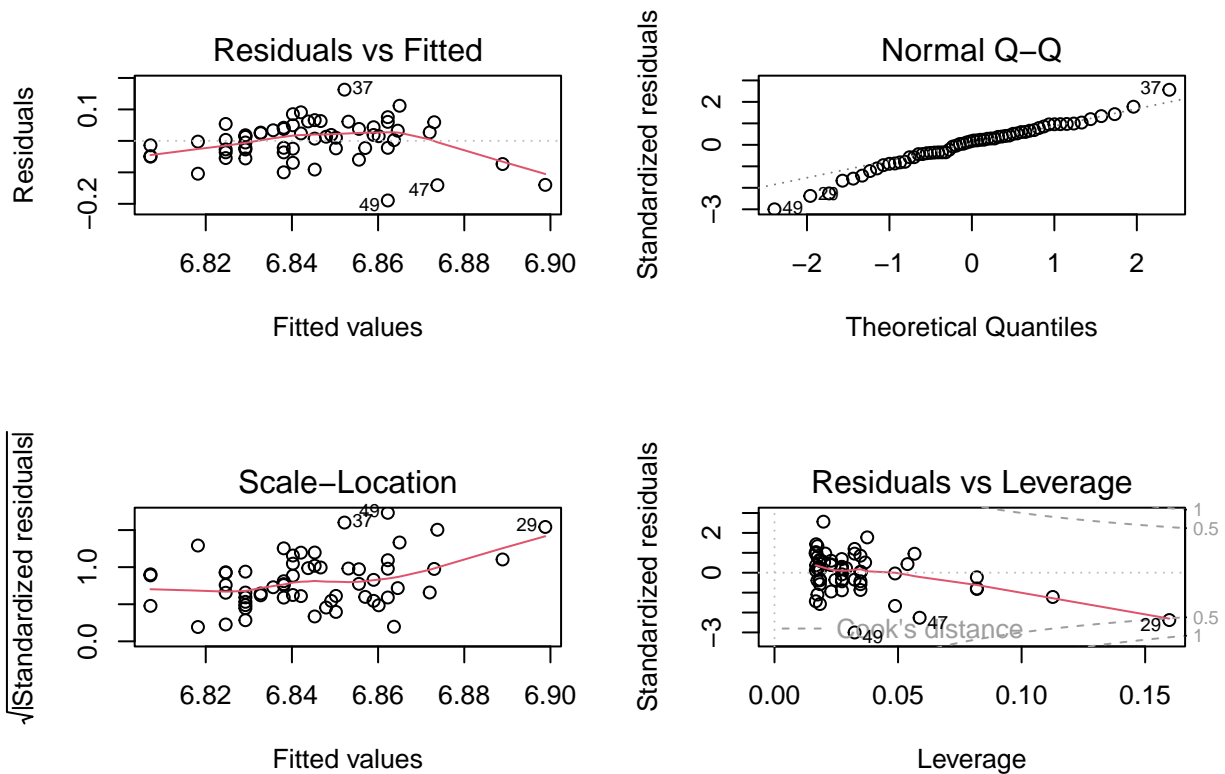 Residuals vs Fitted
Residuals
0.1
−0.2
37
47
49
6.82 6.84 6.86 6.88 6.90
Fitted values
Normal Q−Q
Standardized residuals
2
0
−3
37
49
29
−2 −1 0 1 2
Theoretical Quantiles
Scale−Location
√|Standardized residuals|
1.0
0.0
49
37
29
6.82 6.84 6.86 6.88 6.90
Fitted values
Residuals vs Leverage
Standardized residuals
2
0
−3
1
0.5
0.5
1
29
47
49
Cook's distance
0.00 0.05 0.10 0.15
Leverage